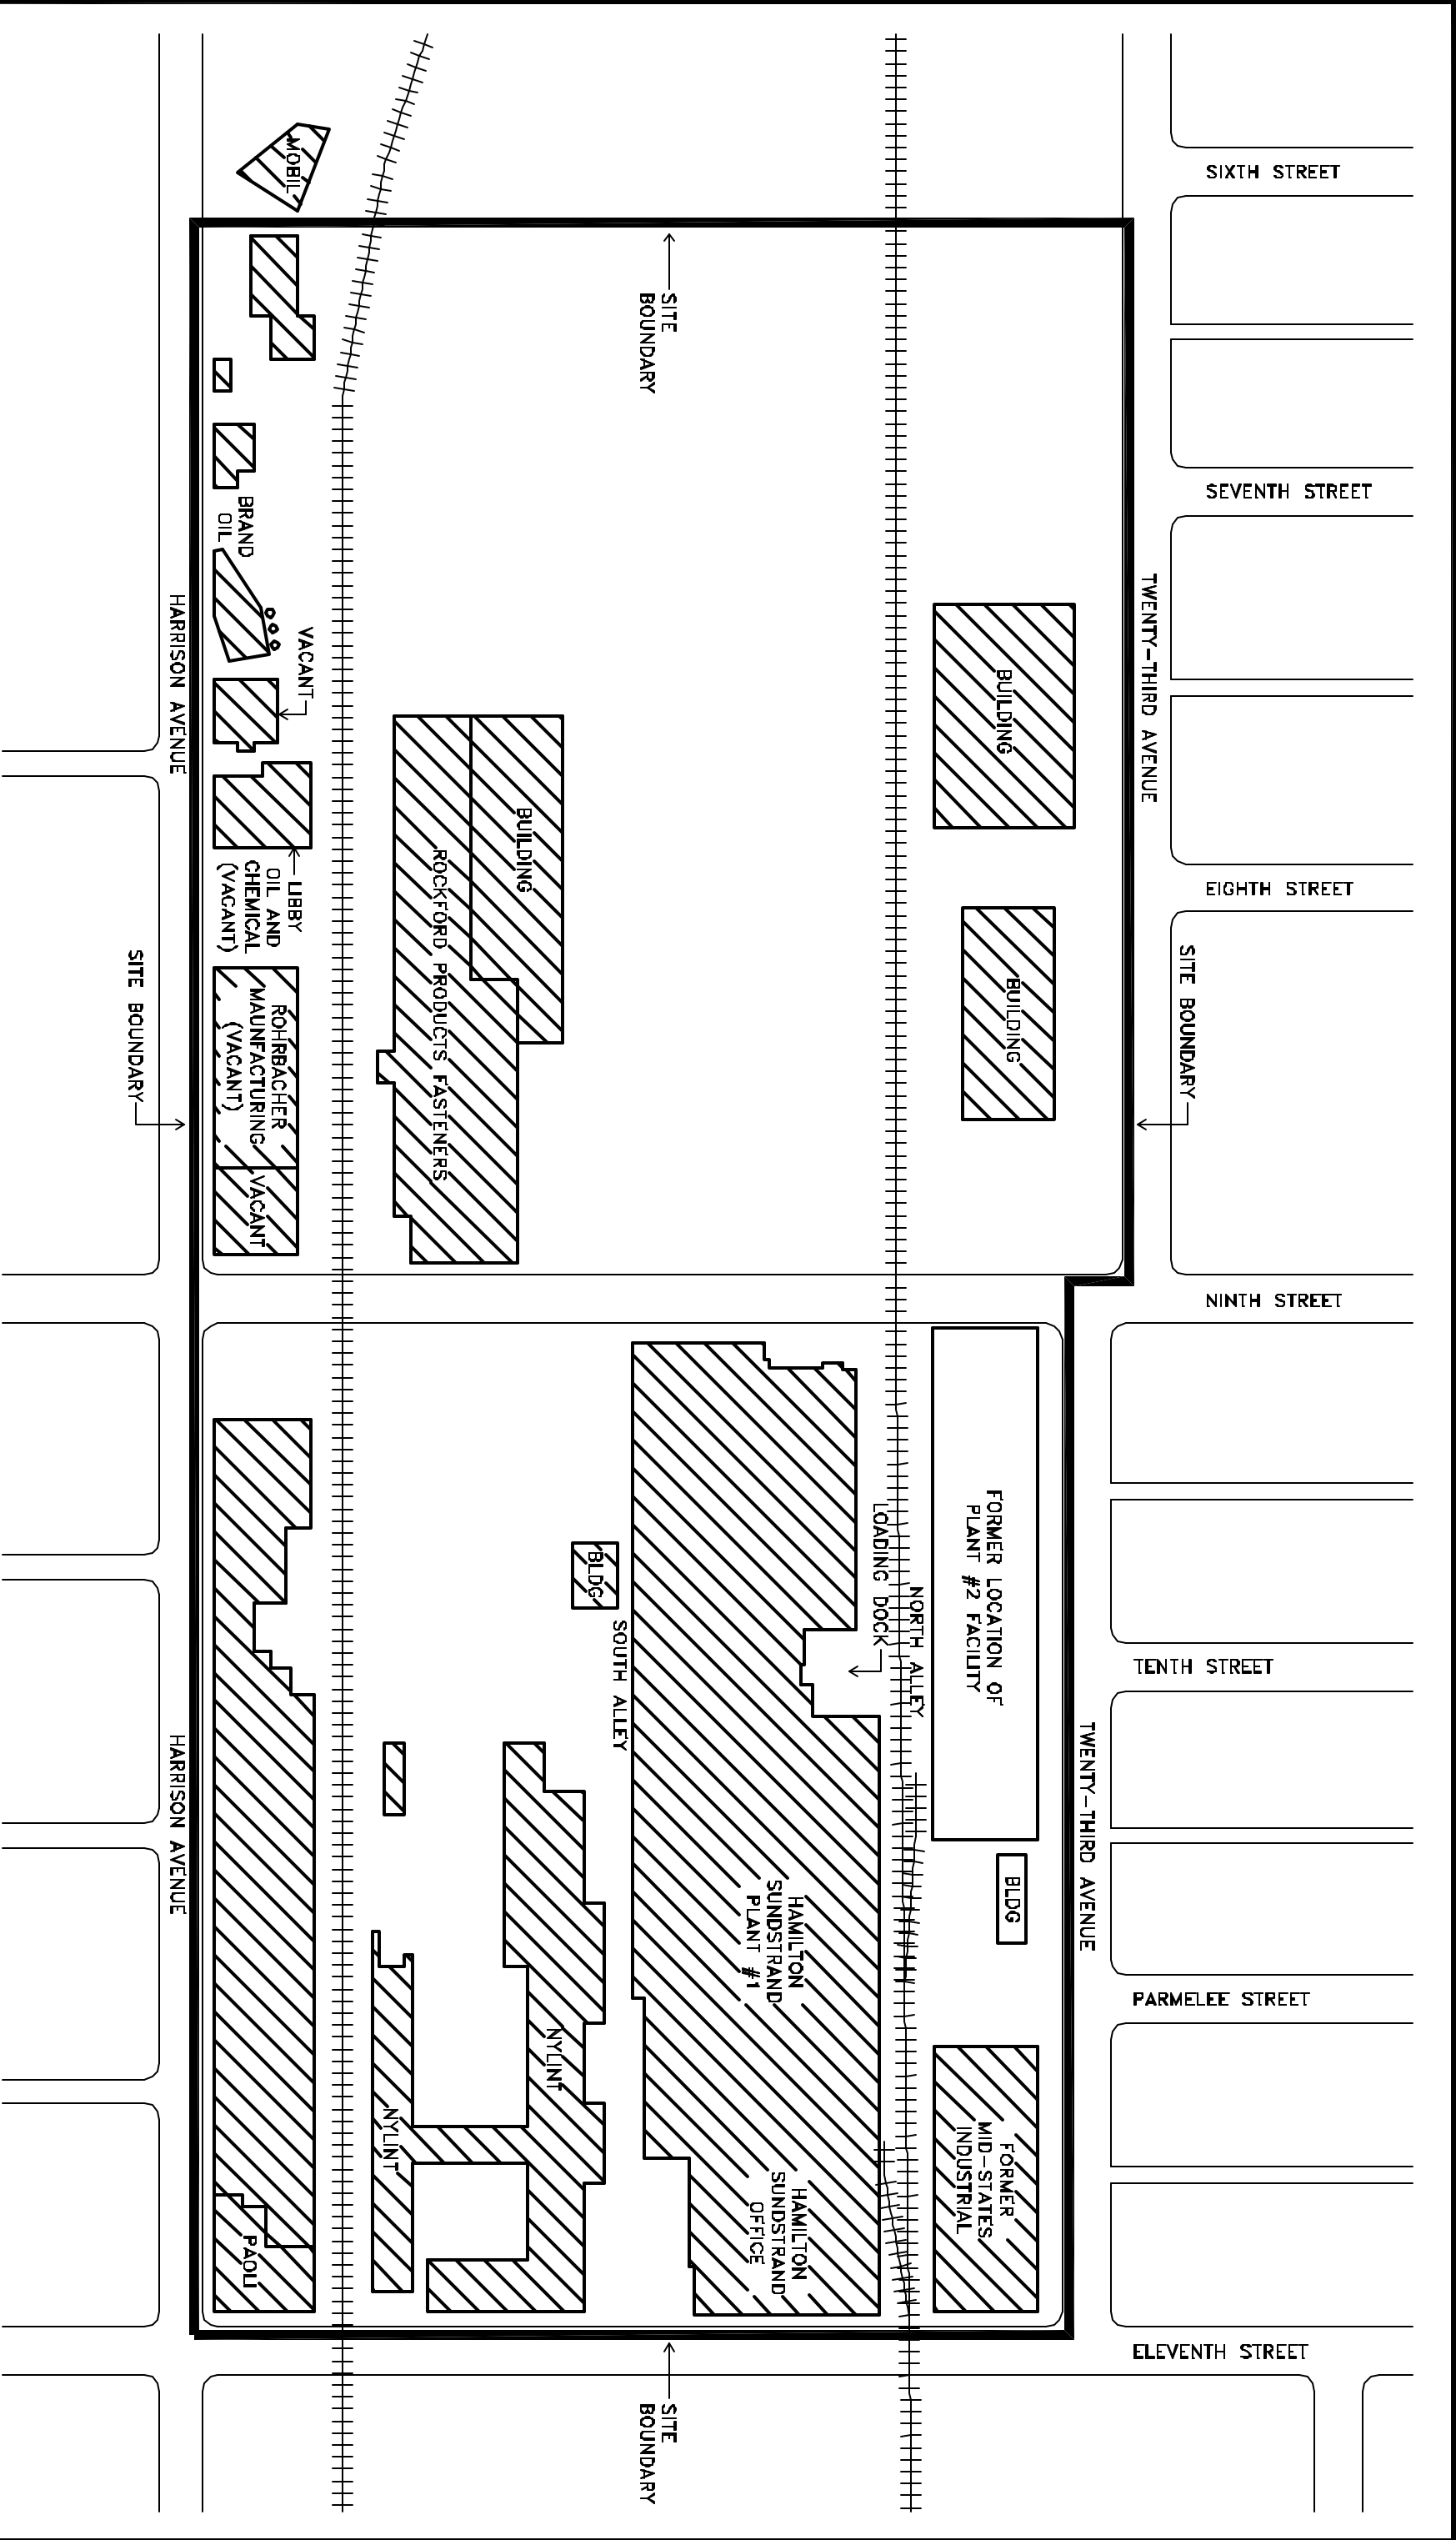 SIXTH STREET
SEVENTH STREET
EIGHTH STREET
NINTH STREET
TENTH STREET
PARMELEE STREET
ELEVENTH STREET
TWENTY-THIRD AVENUE
TWENTY-THIRD AVENUE
SITE BOUNDARY
SITE
BOUNDARY
BUILDING
BUILDING
BUILDING
ROCKFORD PRODUCTS FASTENERS
MOBIL
BRAND
OIL
VACANT
LIBBY
OIL AND
CHEMICAL
(VACANT)
ROHRBACHER
MAUNFACTURING
(VACANT)
VACANT
HARRISON AVENUE
SITE BOUNDARY
FORMER LOCATION OF
PLANT #2 FACILITY
NORTH ALLEY
LOADING DOCK
BLDG
BLDG
SOUTH ALLEY
HAMILTON
SUNDSTRAND
PLANT #1
FORMER
MID-STATES
INDUSTRIAL
HAMILTON
SUNDSTRAND
OFFICE
NYLINT
NYLINT
PAOLI
HARRISON AVENUE
SITE
BOUNDARY